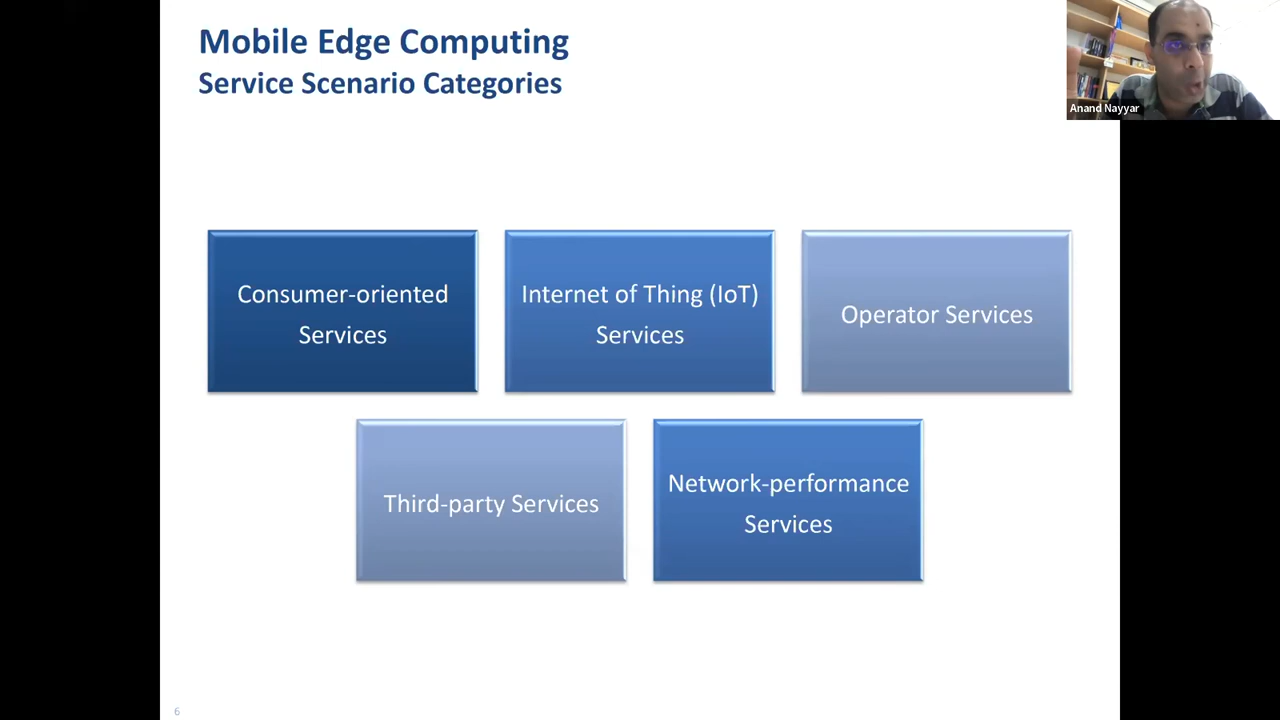 Mobile Edge Computing
Service Scenario Categories
Anand Nayyar
Consumer-oriented
Services
Internet of Thing (IoT)
Services
Operator Services
Third-party Services
Network-performance
Services
6